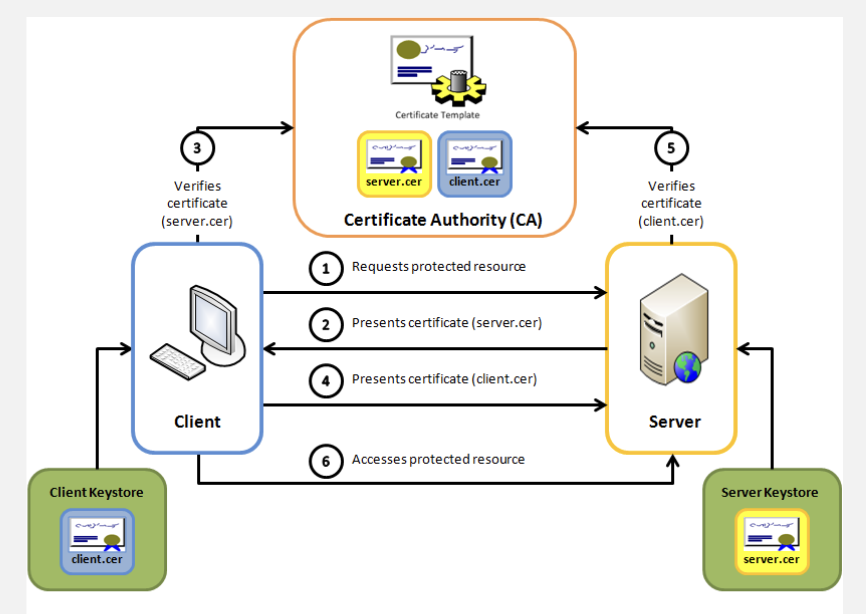 Certificate Template
server.cer
client.cer
Certificate Authority (CA)
3
Verifies
certificate
(server.cer)
5
Verifies
certificate
(client.cer)
1 Requests protected resource
2 Presents certificate (server.cer)
4 Presents certificate (client.cer)
Client
Server
6 Accesses protected resource
Client Keystore
client.cer
Server Keystore
server.cer